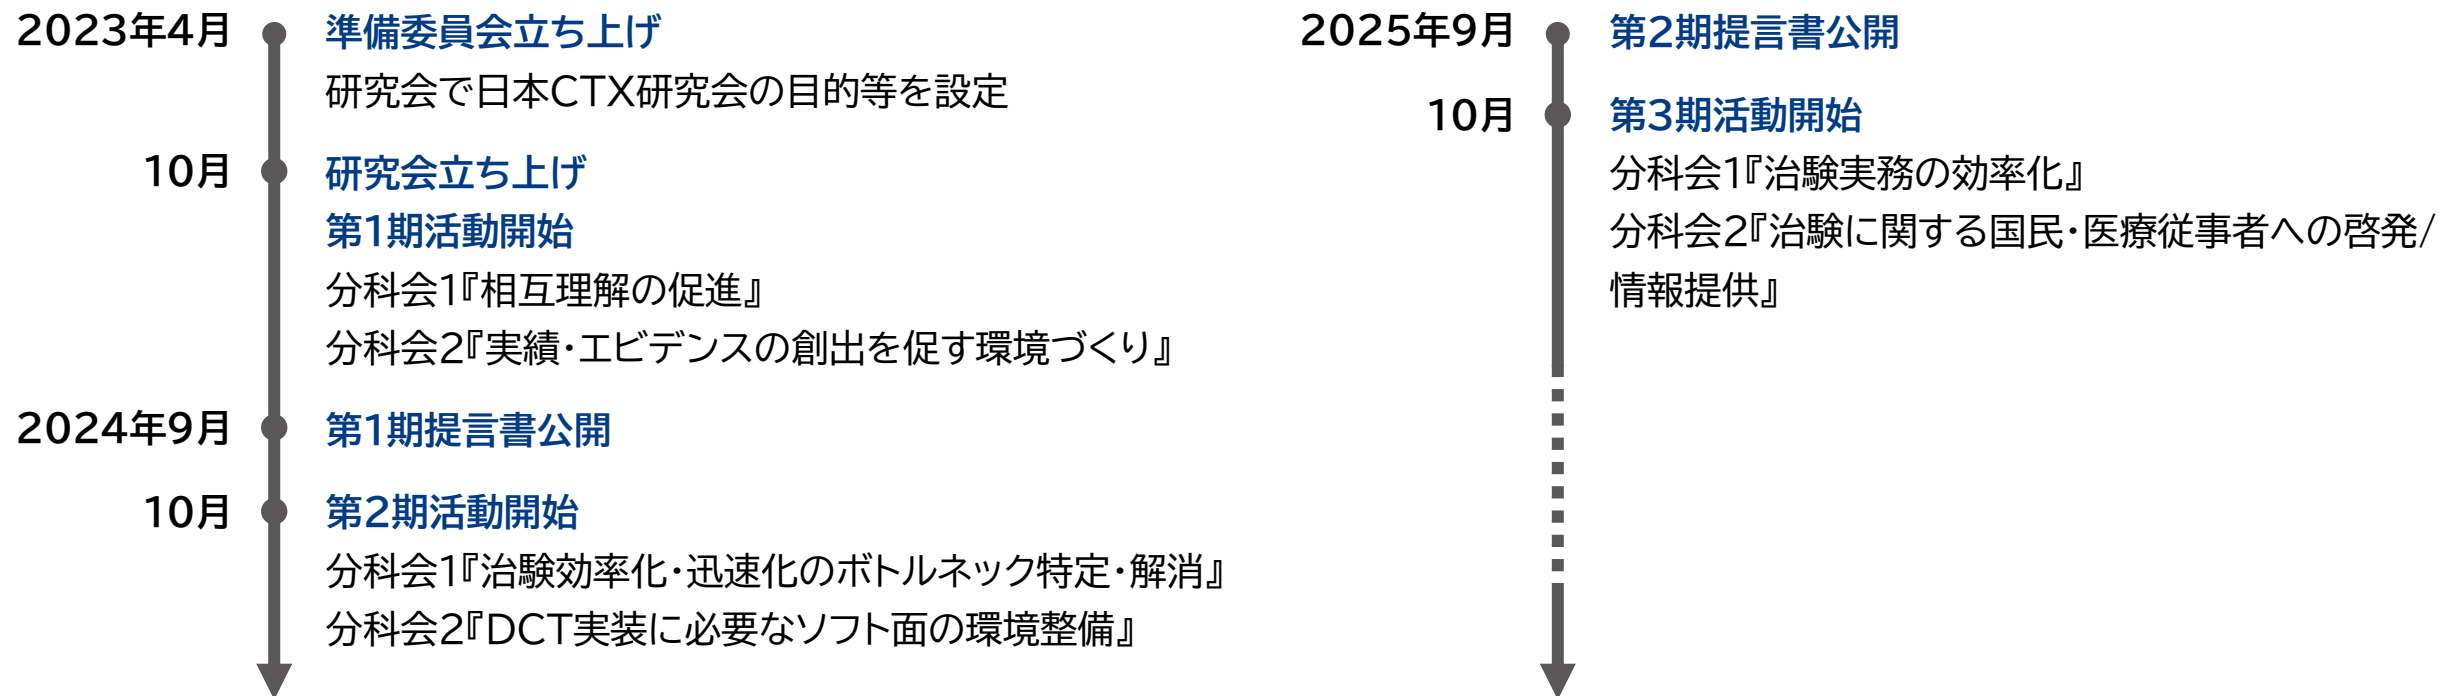 2023年4月 準備委員会立ち上げ
研究会で日本CTX研究会の目的等を設定
10月 研究会立ち上げ
第1期活動開始
分科会1『相互理解の促進』
分科会2『実績・エビデンスの創出を促す環境づくり』
2024年9月 第1期提言書公開
10月 第2期活動開始
分科会1『治験効率化・迅速化のボトルネック特定・解消』
分科会2『DCT実装に必要なソフト面の環境整備』
2025年9月 第2期提言書公開
10月 第3期活動開始
分科会1『治験実務の効率化』
分科会2『治験に関する国民・医療従事者への啓発/
情報提供』